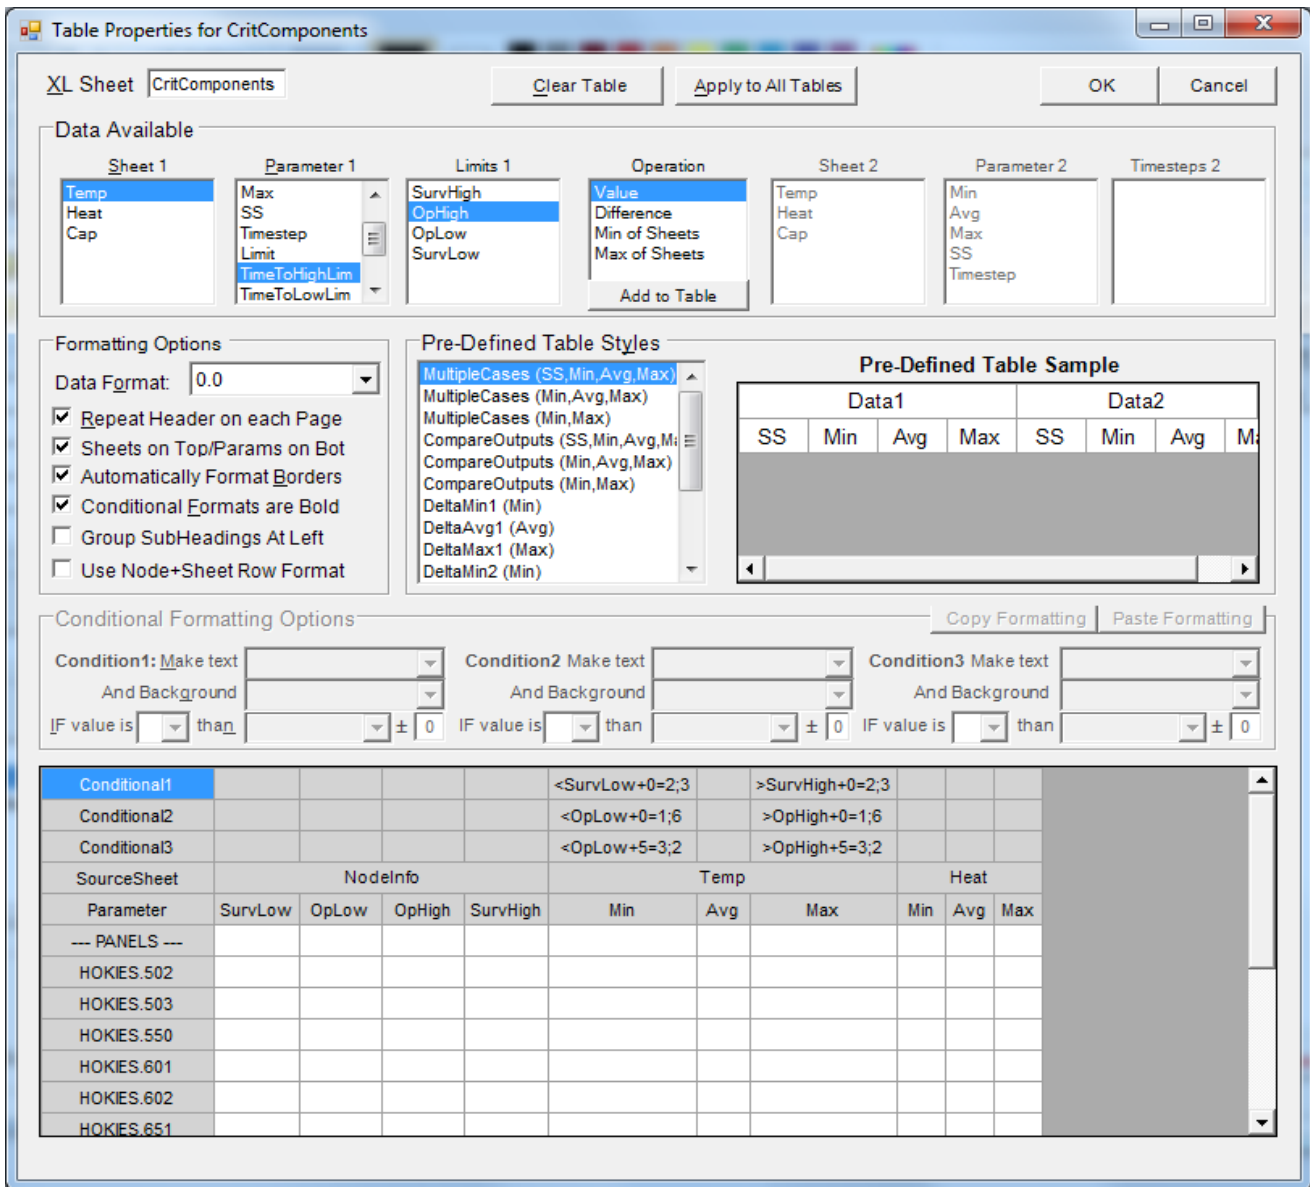 Table Properties for CritComponents
XL Sheet CritComponents Clear Table Apply to All Tables OK Cancel
Data Available
Sheet 1 Parameter 1 Limits 1 Operation Sheet 2 Parameter 2 Timesteps 2
Temp Max SurvHigh Value Temp Min
Heat SS OpHigh Difference Heat Avg
Cap Timestep OpLow Min of Sheets Cap Max
Limit SurvLow Max of Sheets SS
TimeToHighLim Timestep
TimeToLowLim Add to Table
Formatting Options
Data Format: 0.0
Repeat Header on each Page
Sheets on Top/Params on Bot
Automatically Format Borders
Conditional Formats are Bold
Group SubHeadings At Left
Use Node+Sheet Row Format
Pre-Defined Table Styles
MultipleCases (SS,Min,Avg,Max)
MultipleCases (Min,Avg,Max)
MultipleCases (Min,Max)
CompareOutputs (SS,Min,Avg,M
CompareOutputs (Min,Avg,Max)
CompareOutputs (Min,Max)
DeltaMin1 (Min)
DeltaAvg1 (Avg)
DeltaMax1 (Max)
DeltaMin2 (Min)
Pre-Defined Table Sample
Data1 Data2
SS Min Avg Max SS Min Avg M
Conditional Formatting Options Copy Formatting Paste Formatting
Condition1: Make text Condition2 Make text Condition3 Make text
And Background And Background And Background
IF value is than ± 0 IF value is than ± 0 IF value is than ± 0
Conditional1 <SurvLow+0=2;3 >SurvHigh+0=2;3
Conditional2 <OpLow+0=1;6 >OpHigh+0=1;6
Conditional3 <OpLow+5=3;2 >OpHigh+5=3;2
SourceSheet NodeInfo Temp Heat
Parameter SurvLow OpLow OpHigh SurvHigh Min Avg Max Min Avg Max
--- PANELS ---
HOKIES.502
HOKIES.503
HOKIES.550
HOKIES.601
HOKIES.602
HOKIES.651